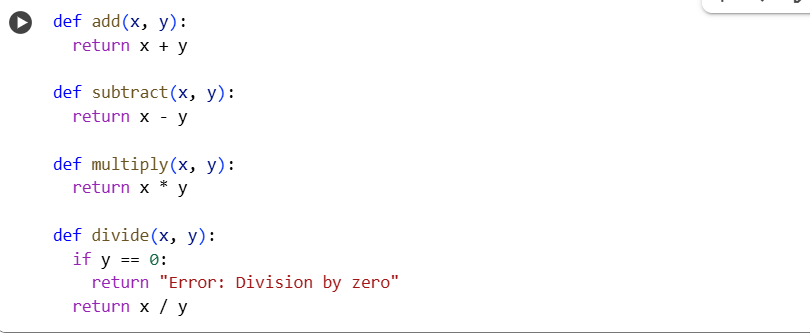 def add(x, y):
  return x + y

def subtract(x, y):
  return x - y

def multiply(x, y):
  return x * y

def divide(x, y):
  if y == 0:
    return "Error: Division by zero"
  return x / y